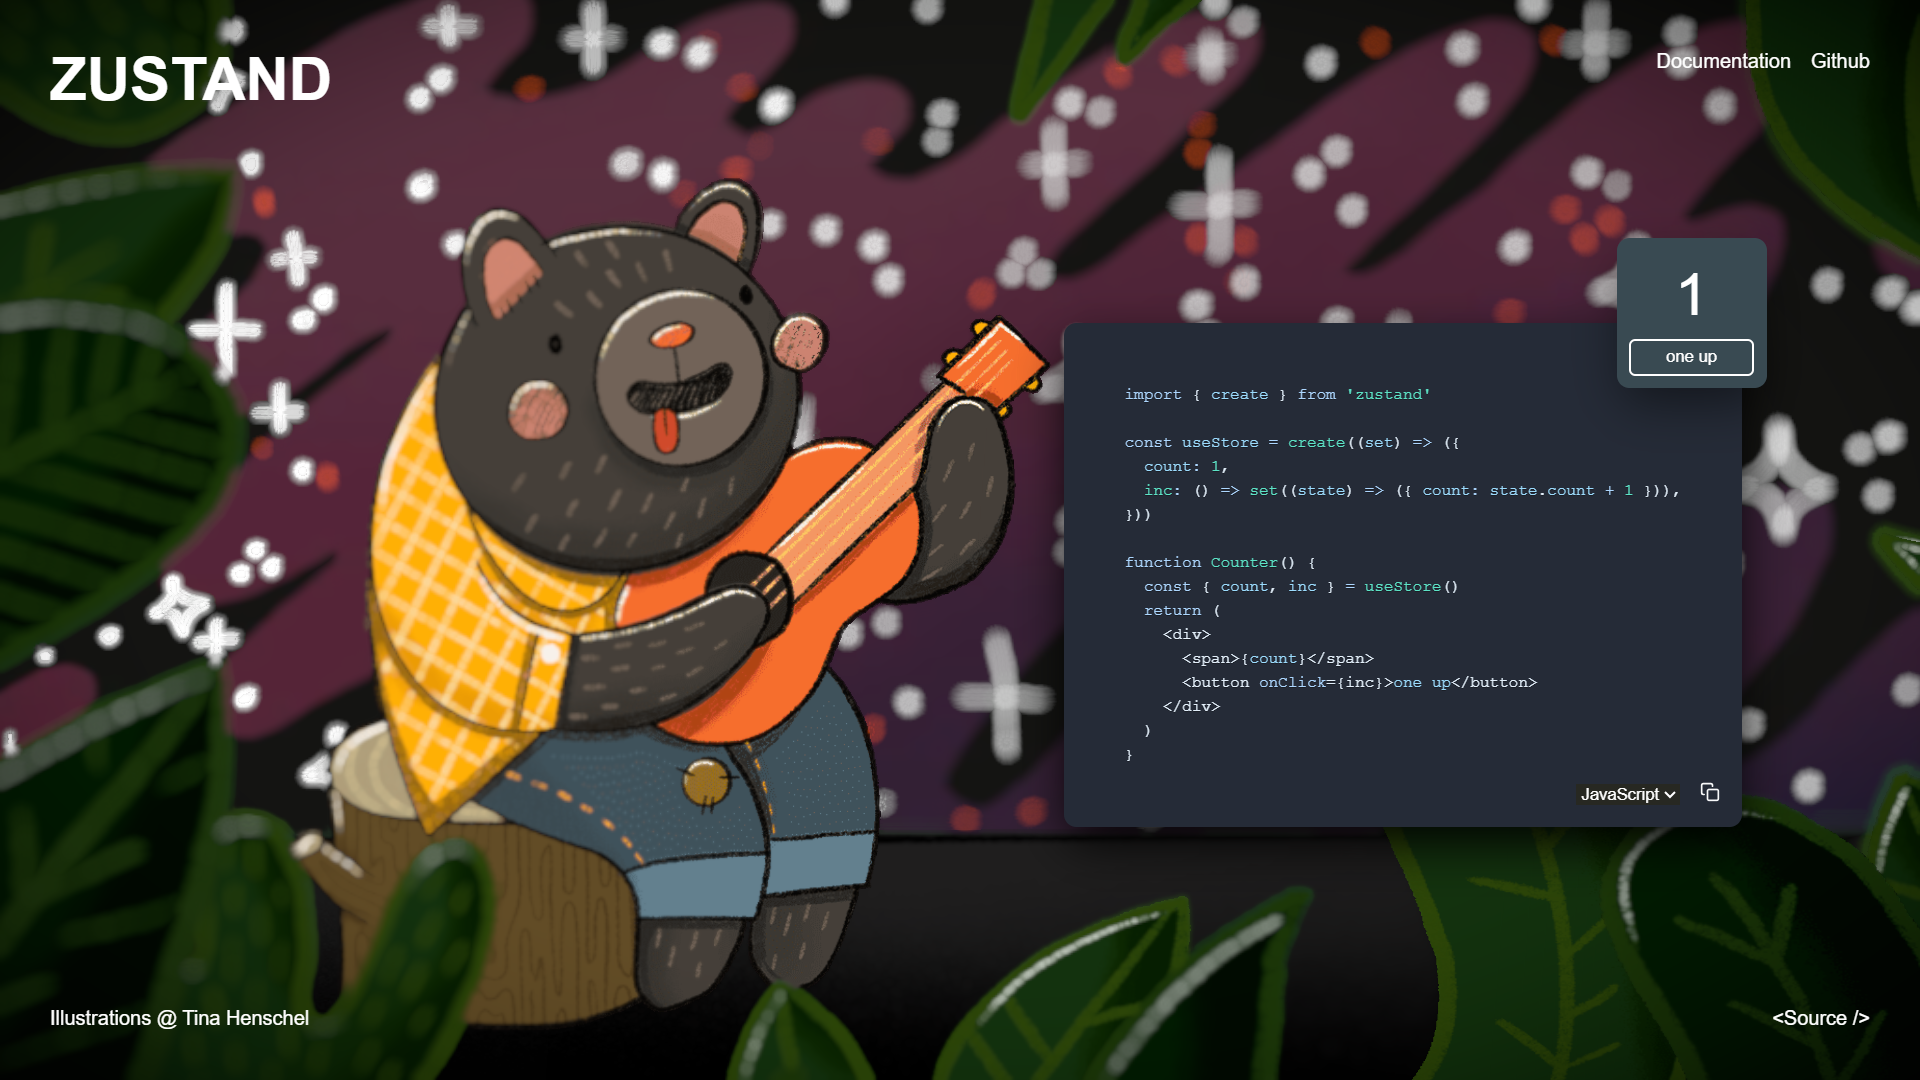 ZUSTAND
Documentation Github
1
one up
import { create } from 'zustand'
const useStore = create((set) => ({
  count: 1,
  inc: () => set((state) => ({ count: state.count + 1 })),
}))
function Counter() {
  const { count, inc } = useStore()
  return (
    <div>
      <span>{count}</span>
      <button onClick={inc}>one up</button>
    </div>
  )
}
JavaScript
Illustrations @ Tina Henschel
<Source />